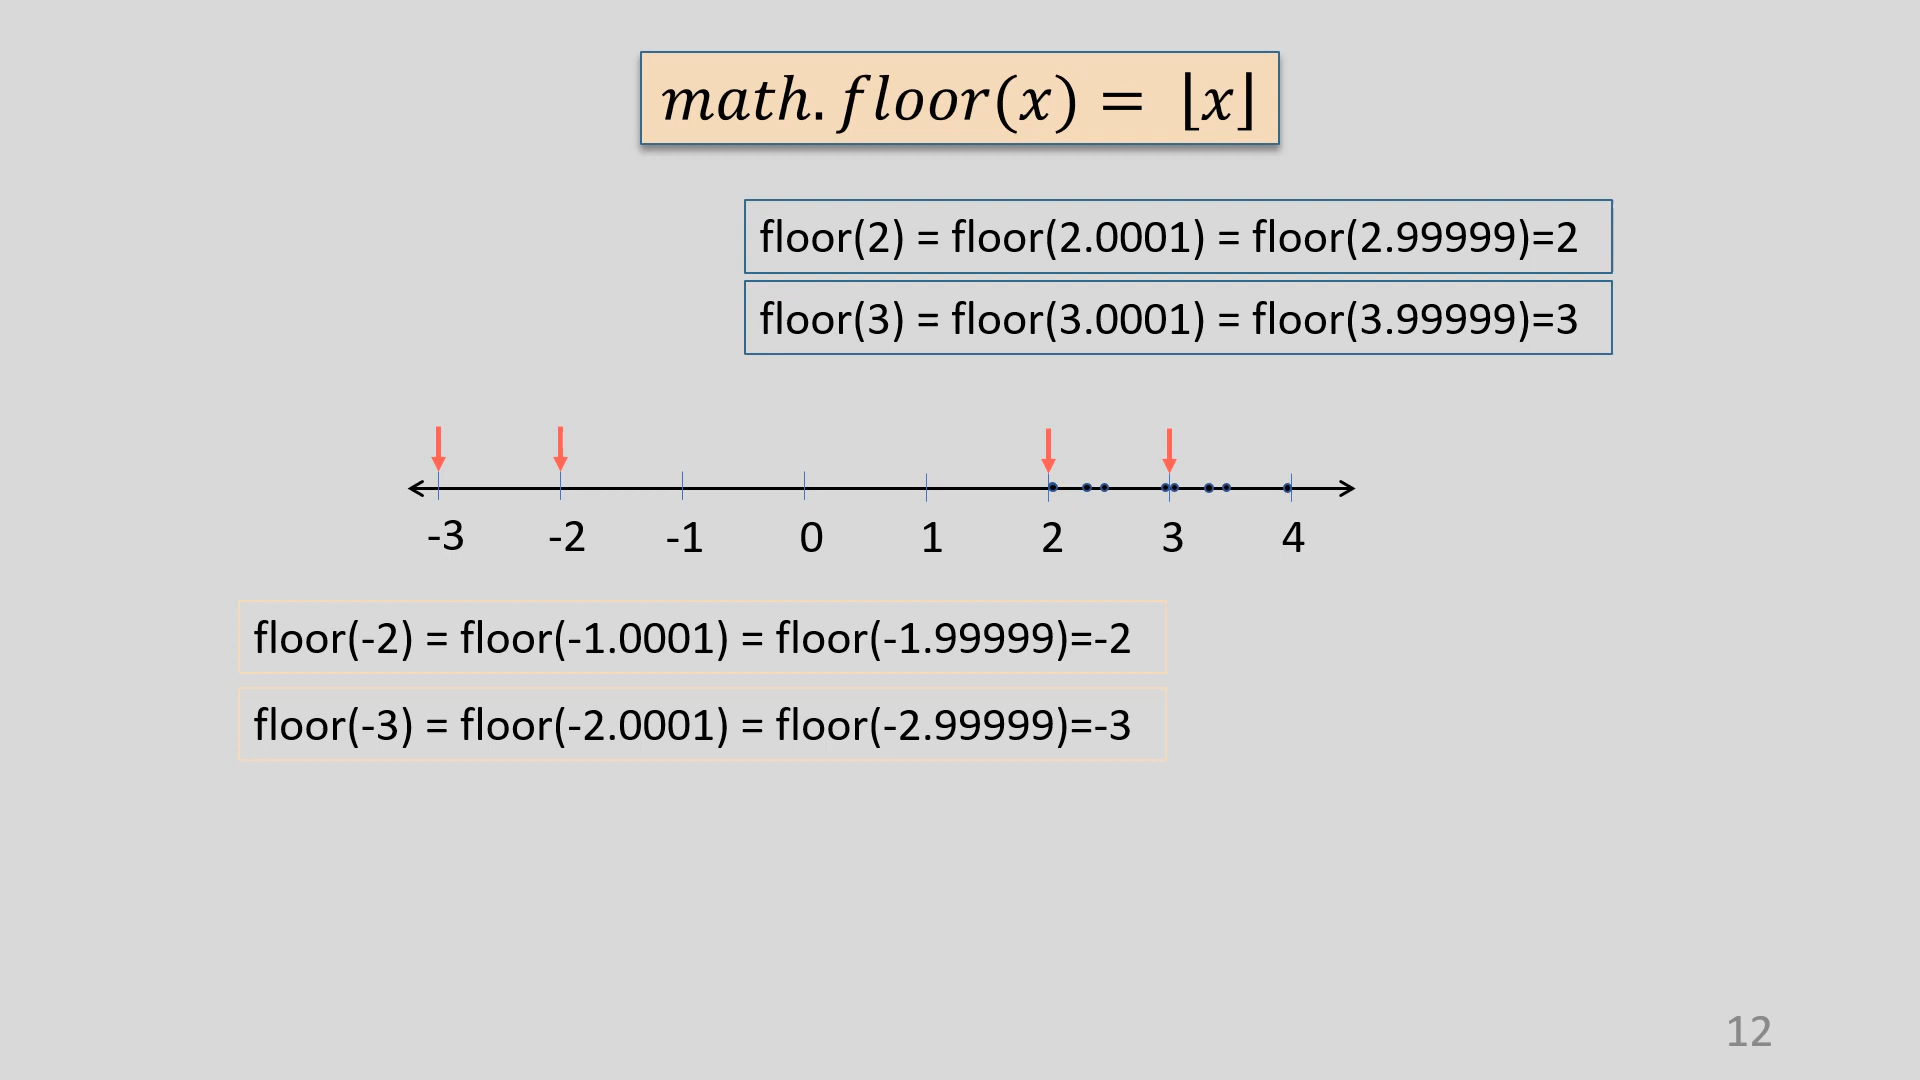 math.floor(x) = ⌊x⌋
floor(2) = floor(2.0001) = floor(2.99999)=2
floor(3) = floor(3.0001) = floor(3.99999)=3
-3 -2 -1 0 1 2 3 4
floor(-2) = floor(-1.0001) = floor(-1.99999)=-2
floor(-3) = floor(-2.0001) = floor(-2.99999)=-3
12